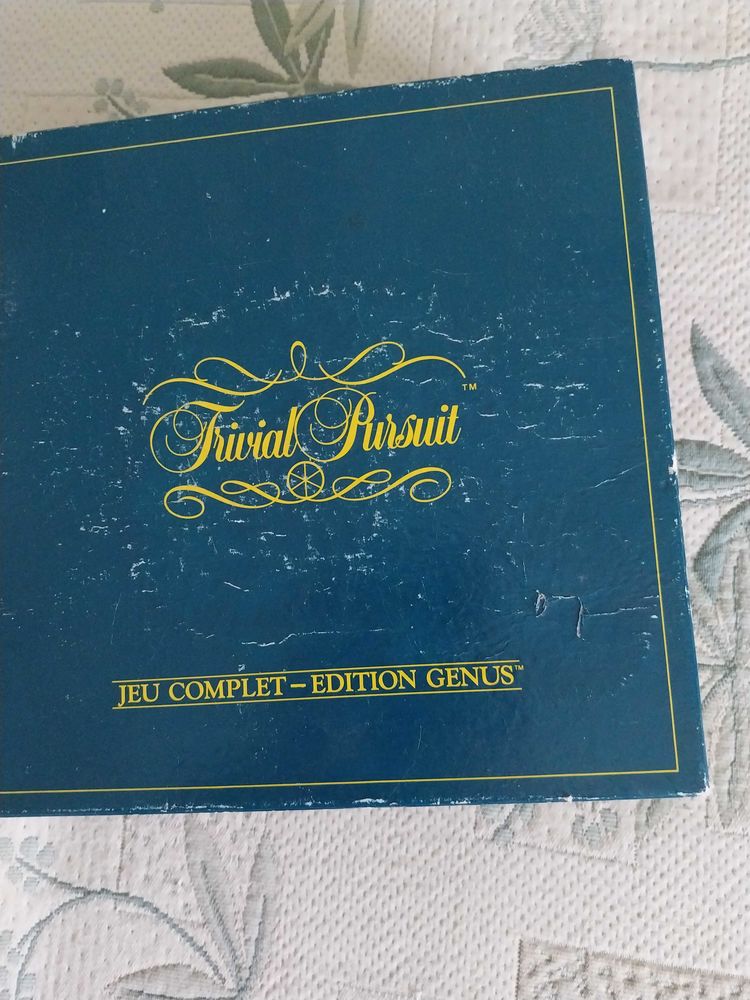 Trivial Pursuit™
JEU COMPLET – EDITION GENUS™